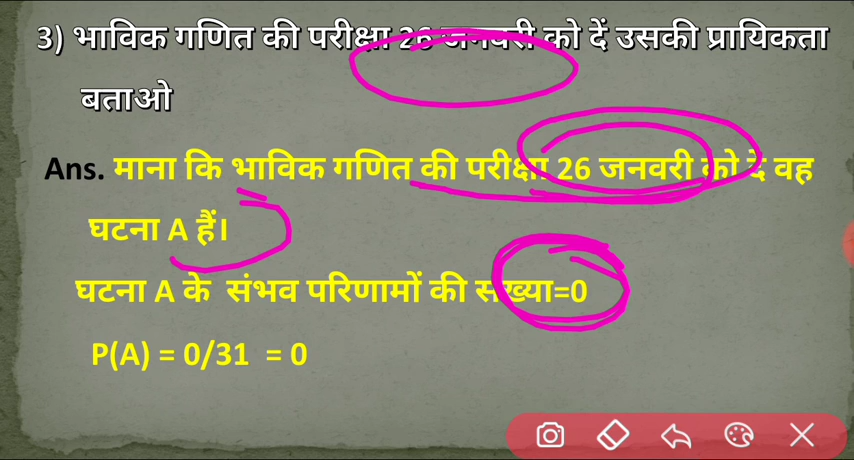 3) भाविक गणित की परीक्षा 26 जनवरी को दें उसकी प्रायिकता
बताओ
Ans. माना कि भाविक गणित की परीक्षा 26 जनवरी को दे वह
घटना A हैं।
घटना A के संभव परिणामों की संख्या=0
P(A) = 0/31 = 0